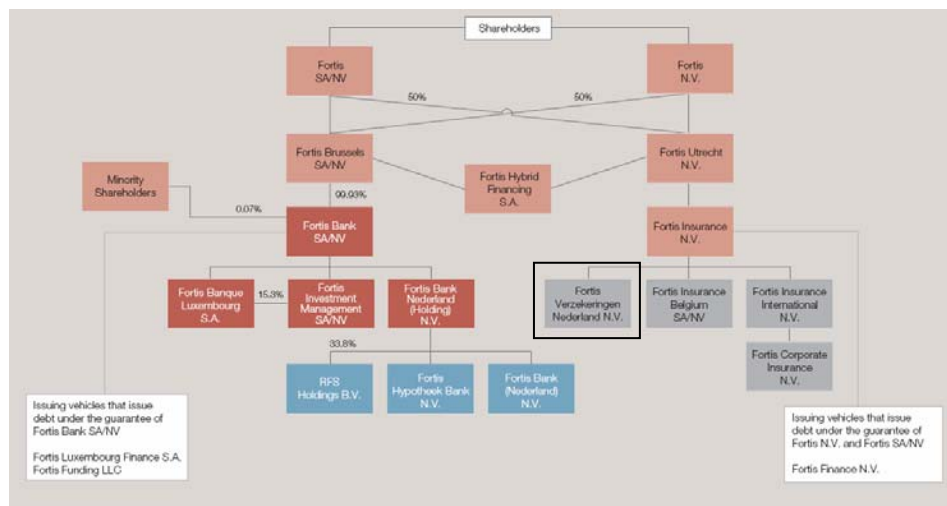 Shareholders
Fortis
SA/NV
Fortis
N.V.
50%
50%
Fortis Brussels
SA/NV
Fortis Utrecht
N.V.
Fortis Hybrid
Financing
S.A.
Minority
Shareholders
99.93%
0.07%
Fortis Bank
SA/NV
Fortis Insurance
N.V.
Fortis Banque
Luxembourg
S.A.
15.3%
Fortis
Investment
Management
SA/NV
Fortis Bank
Nederland
(Holding)
N.V.
Fortis
Verzekeringen
Nederland N.V.
Fortis Insurance
Belgium
SA/NV
Fortis Insurance
International
N.V.
33.8%
RFS
Holdings B.V.
Fortis
Hypotheek Bank
N.V.
Fortis Bank
(Nederland)
N.V.
Fortis Corporate
Insurance
N.V.
Issuing vehicles that issue
debt under the guarantee of
Fortis Bank SA/NV
Fortis Luxembourg Finance S.A.
Fortis Funding LLC
Issuing vehicles that issue
debt under the guarantee of
Fortis N.V. and Fortis SA/NV
Fortis Finance N.V.